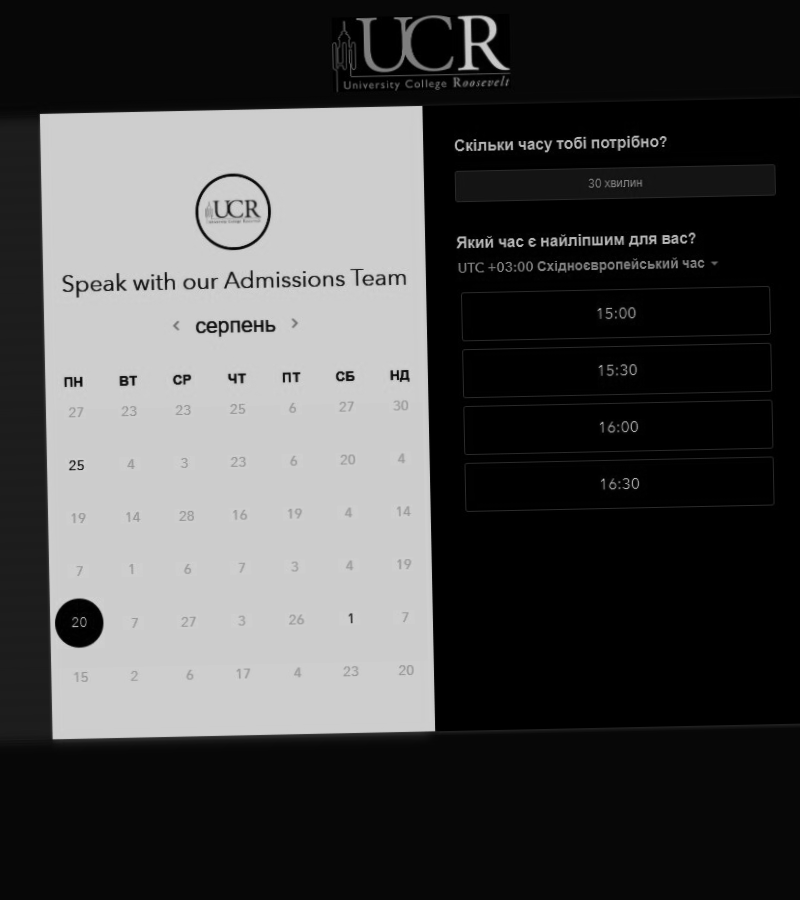 UCR
University College Roosevelt
UCR
Speak with our Admissions Team
< серпень >
ПН ВТ СР ЧТ ПТ СБ НД
27 23 23 25 6 27 30
25 4 3 23 6 20 4
19 14 28 16 19 4 14
7 1 6 7 3 4 19
20 7 27 3 26 1 7
15 2 6 17 4 23 20
Скільки часу тобі потрібно?
30 хвилин
Який час є найліпшим для вас?
UTC +03:00 Східноєвропейський час
15:00
15:30
16:00
16:30